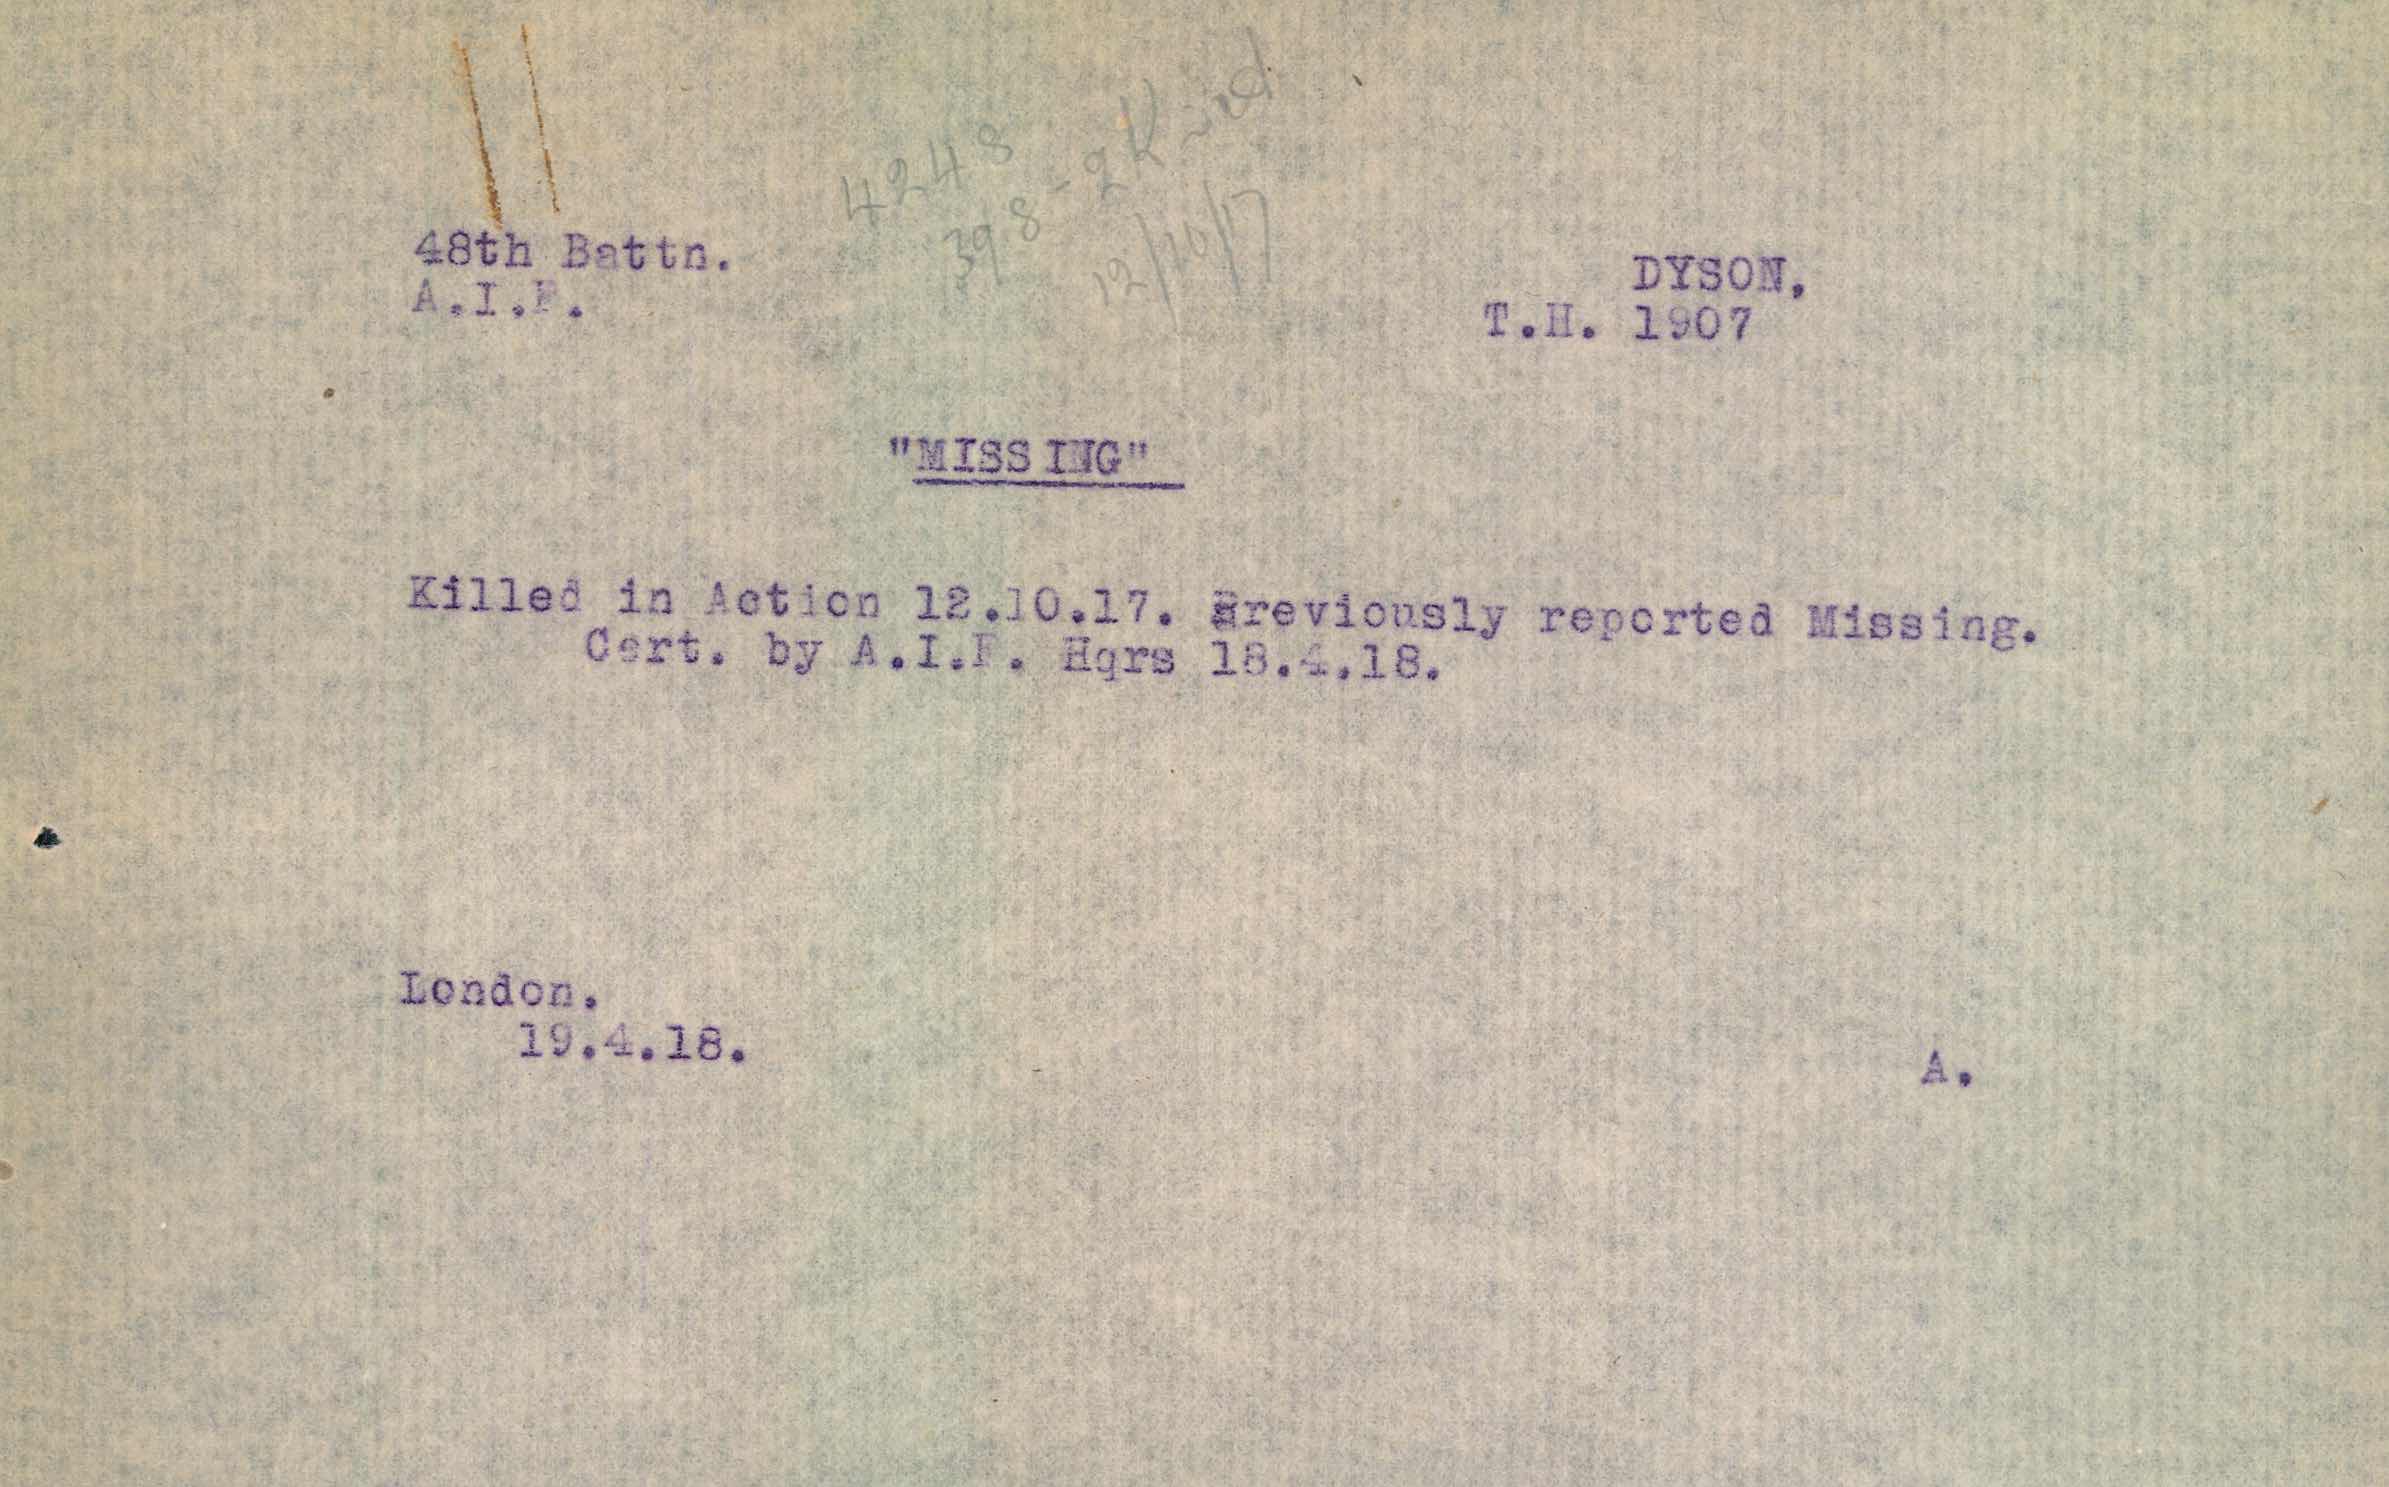 4248
398 - 2
12/10/17
48th Battn.
A.I.F.
DYSON,
T.H. 1907
"MISSING"
Killed in Action 12.10.17. Previously reported Missing.
Cert. by A.I.F. Hqrs 18.4.18.
London.
19.4.18.
A.